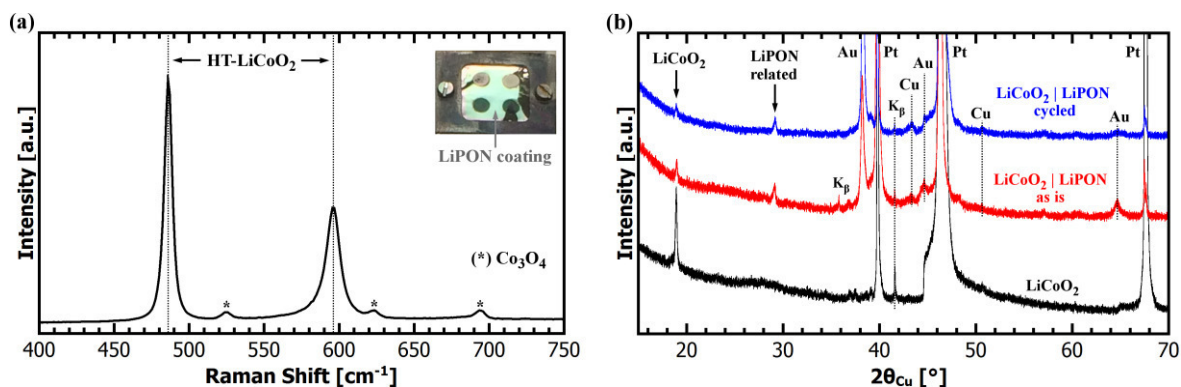 (a)
HT-LiCoO₂
LiPON coating
(*) Co₃O₄
*
*
*
Intensity [a.u.]
400 450 500 550 600 650 700 750
Raman Shift [cm⁻¹]
(b)
LiCoO₂
LiPON
related
Au
Pt
Kβ
Cu
Au
Pt
Cu
Pt
LiCoO₂ | LiPON
cycled
Au
Kβ
LiCoO₂ | LiPON
as is
LiCoO₂
Intensity [a.u.]
20 30 40 50 60 70
2θCu [°]